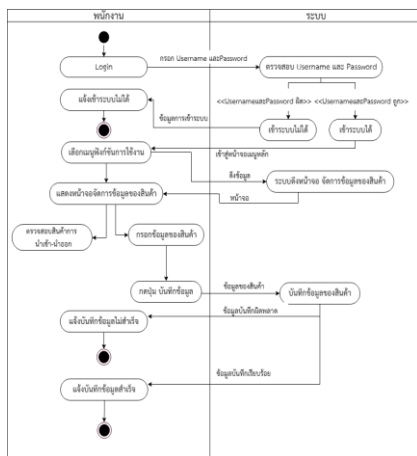 พนักงาน
ระบบ
กรอก UsernameและPassword
Login
ตรวจสอบ Username และ Password
<<UsernameและPassword ผิด>>
<<UsernameและPassword ถูก>>
แจ้งเข้าระบบไม่ได้
ข้อมูลการเข้าระบบ
เข้าระบบไม่ได้
เข้าระบบได้
เข้าสู่หน้าจอเมนูหลัก
เลือกเมนูฟังก์ชันการใช้งาน
ดึงข้อมูล
ระบบดึงหน้าจอ จัดการข้อมูลของสินค้า
แสดงหน้าจอจัดการข้อมูลของสินค้า
หน้าจอ
ตรวจสอบสินค้าการ
นำเข้า-นำออก
กรอกข้อมูลของสินค้า
กดปุ่ม บันทึกข้อมูล
ข้อมูลของสินค้า
บันทึกข้อมูลของสินค้า
ข้อมูลบันทึกผิดพลาด
แจ้งบันทึกข้อมูลไม่สำเร็จ
ข้อมูลบันทึกเรียบร้อย
แจ้งบันทึกข้อมูลสำเร็จ